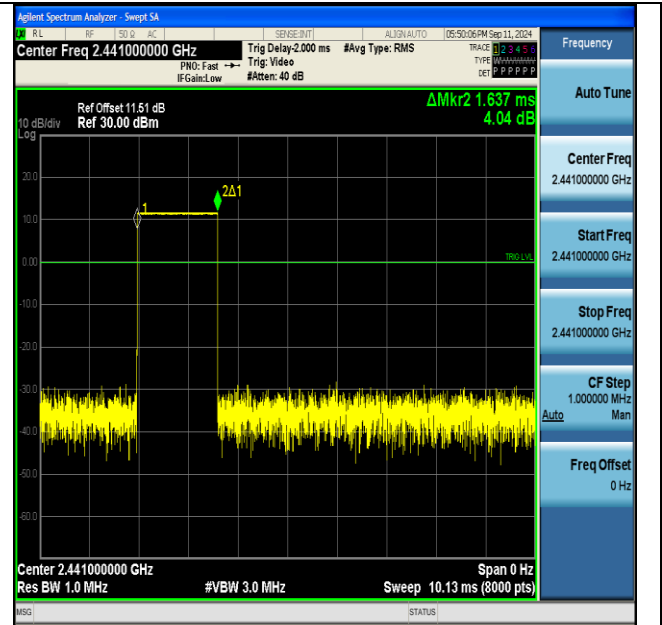 Agilent Spectrum Analyzer - Swept SA
RL RF 50 Ω AC SENSE:INT ALIGN AUTO 05:50:06 PM Sep 11, 2024
Center Freq 2.441000000 GHz
PNO: Fast
IFGain:Low
Trig Delay-2.000 ms
Trig: Video
#Atten: 40 dB
#Avg Type: RMS
TRACE 1 2 3 4 5 6
TYPE
DET P P P P P P
Ref Offset 11.51 dB
10 dB/div Ref 30.00 dBm
Log
ΔMkr2 1.637 ms
4.04 dB
20.0
2Δ1
1
10.0
0.00
TRIG LVL
-10.0
-20.0
-30.0
-40.0
-50.0
-60.0
Center 2.441000000 GHz Span 0 Hz
Res BW 1.0 MHz #VBW 3.0 MHz Sweep 10.13 ms (8000 pts)
MSG STATUS
Frequency
Auto Tune
Center Freq
2.441000000 GHz
Start Freq
2.441000000 GHz
Stop Freq
2.441000000 GHz
CF Step
1.000000 MHz
Auto Man
Freq Offset
0 Hz